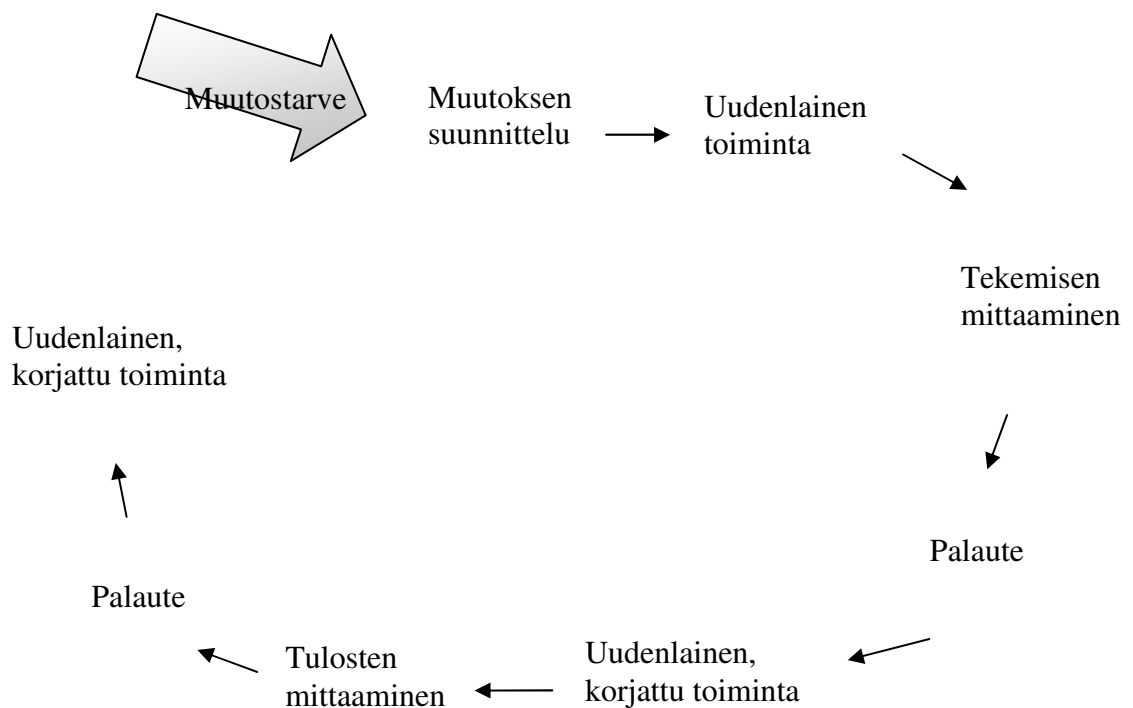 Muutostarve
Muutoksen
suunnittelu
Uudenlainen
toiminta
Tekemisen
mittaaminen
Palaute
Uudenlainen,
korjattu toiminta
Tulosten
mittaaminen
Palaute
Uudenlainen,
korjattu toiminta